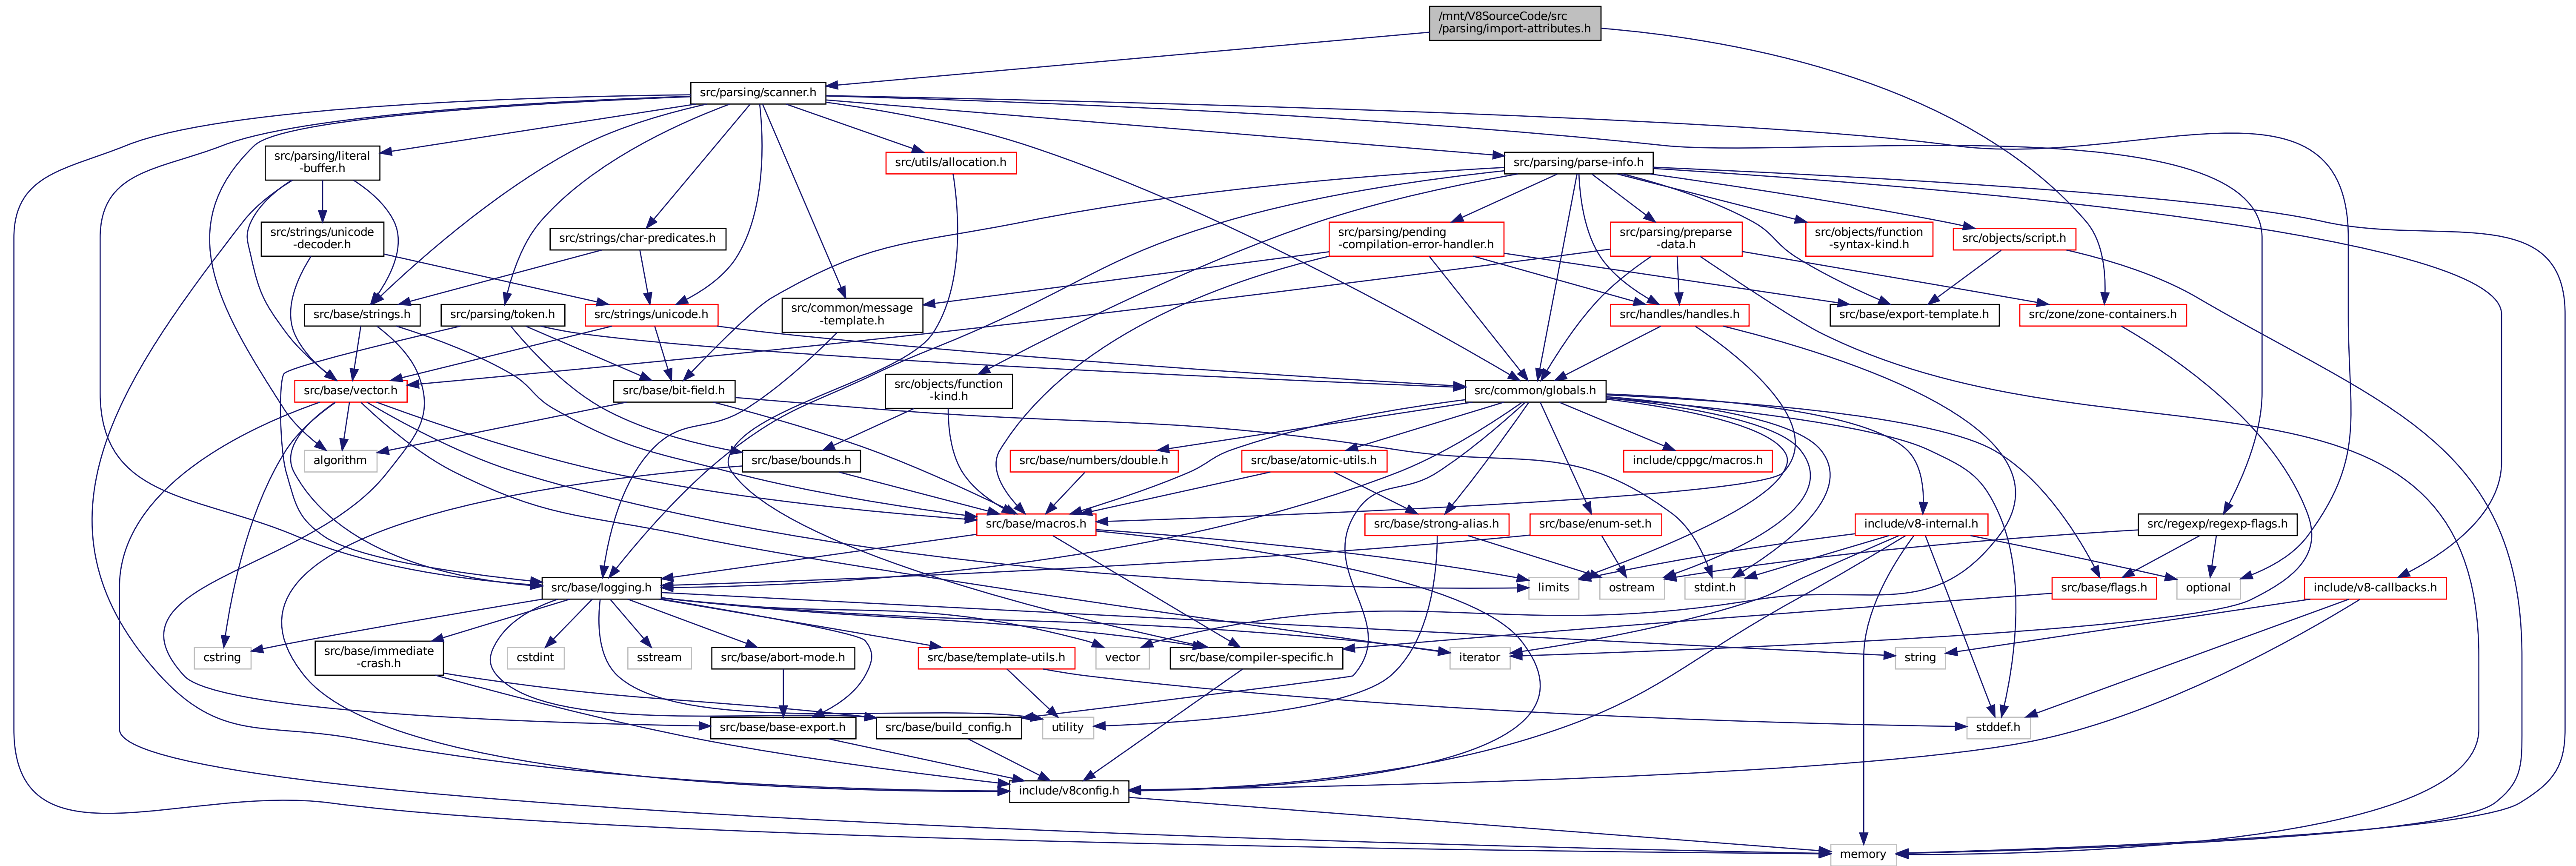 /mnt/V8SourceCode/src
/parsing/import-attributes.h
src/parsing/scanner.h
src/parsing/literal
-buffer.h
src/utils/allocation.h
src/parsing/parse-info.h
src/strings/unicode
-decoder.h
src/strings/char-predicates.h
src/parsing/pending
-compilation-error-handler.h
src/parsing/preparse
-data.h
src/objects/function
-syntax-kind.h
src/objects/script.h
src/base/strings.h
src/parsing/token.h
src/strings/unicode.h
src/common/message
-template.h
src/handles/handles.h
src/base/export-template.h
src/zone/zone-containers.h
src/base/vector.h
src/base/bit-field.h
src/objects/function
-kind.h
src/common/globals.h
algorithm
src/base/bounds.h
src/base/numbers/double.h
src/base/atomic-utils.h
include/cppgc/macros.h
src/base/macros.h
src/base/strong-alias.h
src/base/enum-set.h
include/v8-internal.h
src/regexp/regexp-flags.h
src/base/logging.h
limits
ostream
stdint.h
src/base/flags.h
optional
include/v8-callbacks.h
cstring
src/base/immediate
-crash.h
cstdint
sstream
src/base/abort-mode.h
src/base/template-utils.h
vector
src/base/compiler-specific.h
iterator
string
src/base/base-export.h
src/base/build_config.h
utility
stddef.h
include/v8config.h
memory